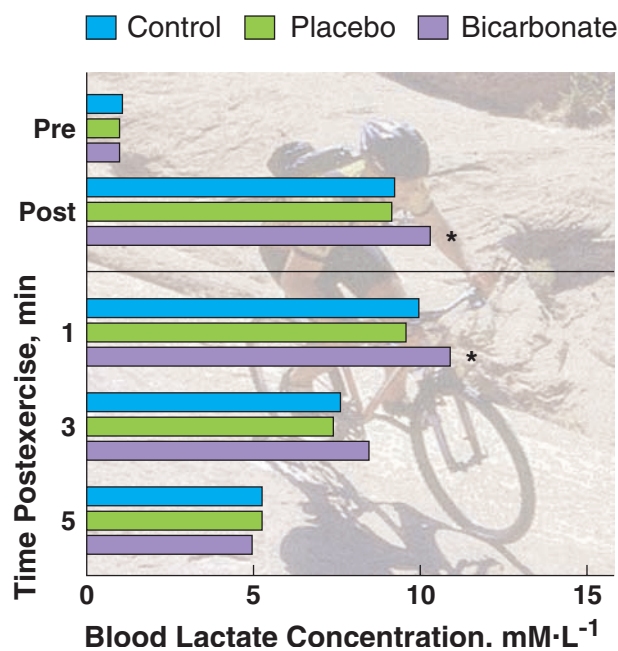 Control Placebo Bicarbonate
Pre
Post
*
1
*
3
5
Time Postexercise, min
0 5 10 15
Blood Lactate Concentration, mM·L⁻¹